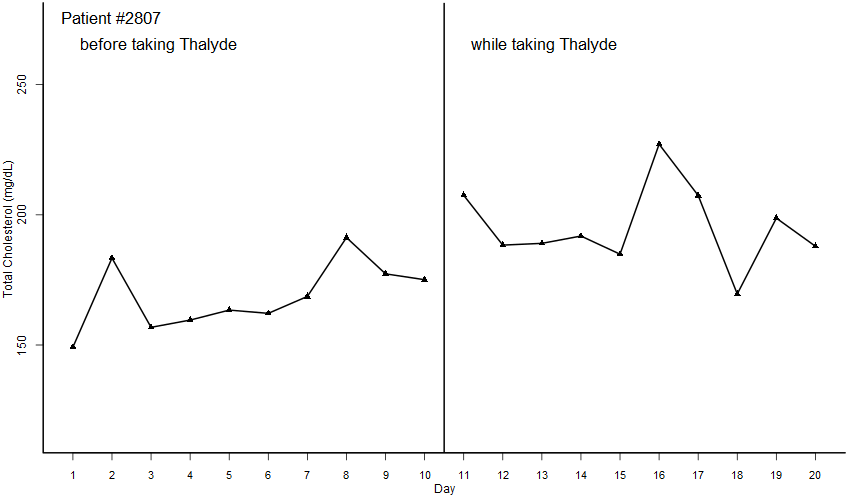 Patient #2807
before taking Thalyde
while taking Thalyde
Total Cholesterol (mg/dL)
250
200
150
1 2 3 4 5 6 7 8 9 10 11 12 13 14 15 16 17 18 19 20
Day